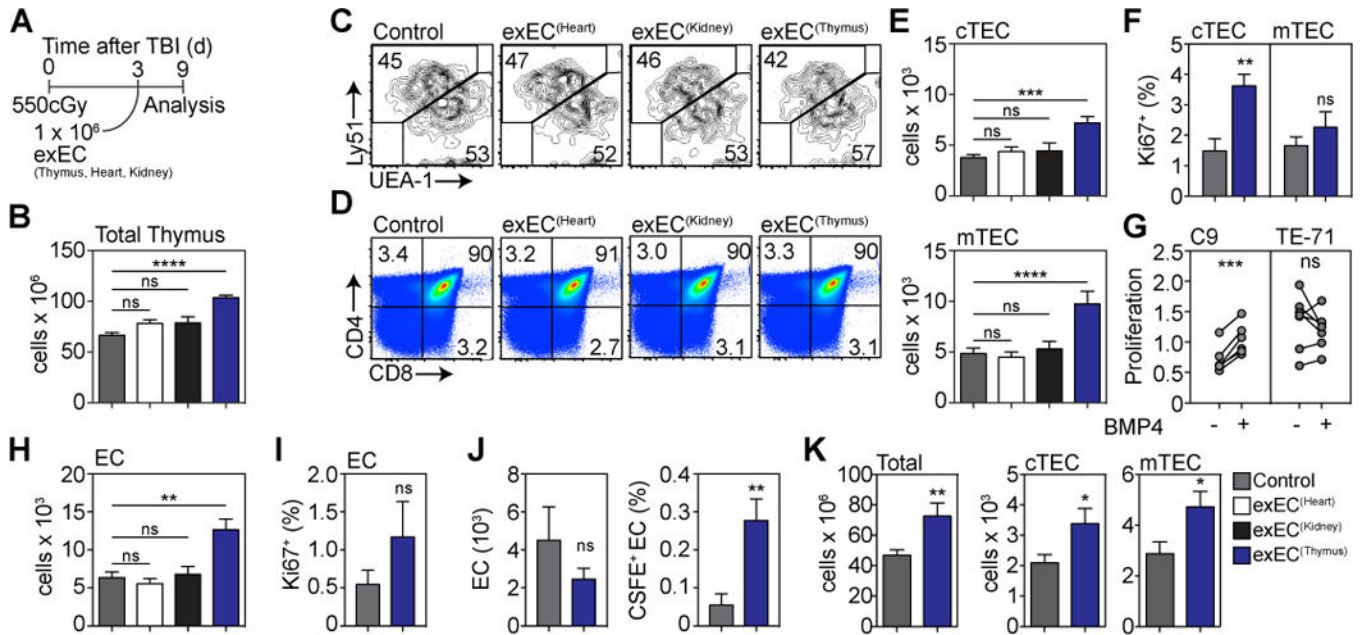 A
Time after TBI (d)
0 3 9
550cGy Analysis
1 x 10⁶
exEC
(Thymus, Heart, Kidney)
B
Total Thymus
cells x 10⁶
150
100
50
0
ns
ns
****
C
Control exEC(Heart) exEC(Kidney) exEC(Thymus)
45 47 46 42
53 52 53 57
Ly51
UEA-1
D
Control exEC(Heart) exEC(Kidney) exEC(Thymus)
3.4 90 3.2 91 3.0 90 3.3 90
3.2 2.7 3.1 3.1
CD4
CD8
E
cTEC
cells x 10³
15
10
5
0
ns
ns
***
mTEC
cells x 10³
15
10
5
0
ns
ns
****
F
cTEC mTEC
Ki67⁺ (%)
5
4
3
2
1
0
** ns
G
C9 TE-71
*** ns
Proliferation
2.5
2.0
1.5
1.0
0.5
0
BMP4 - + - +
H
EC
cells x 10³
20
15
10
5
0
ns
ns
**
I
EC
Ki67⁺ (%)
2.0
1.5
1.0
0.5
0
ns
J
EC (10³)
8
6
4
2
0
ns
CSFE⁺ EC (%)
0.4
0.3
0.2
0.1
0
**
K
Total
cells x 10⁶
100
80
60
40
20
0
**
cTEC
cells x 10³
5
4
3
2
1
0
*
mTEC
6
4
2
0
*
Control
exEC(Heart)
exEC(Kidney)
exEC(Thymus)